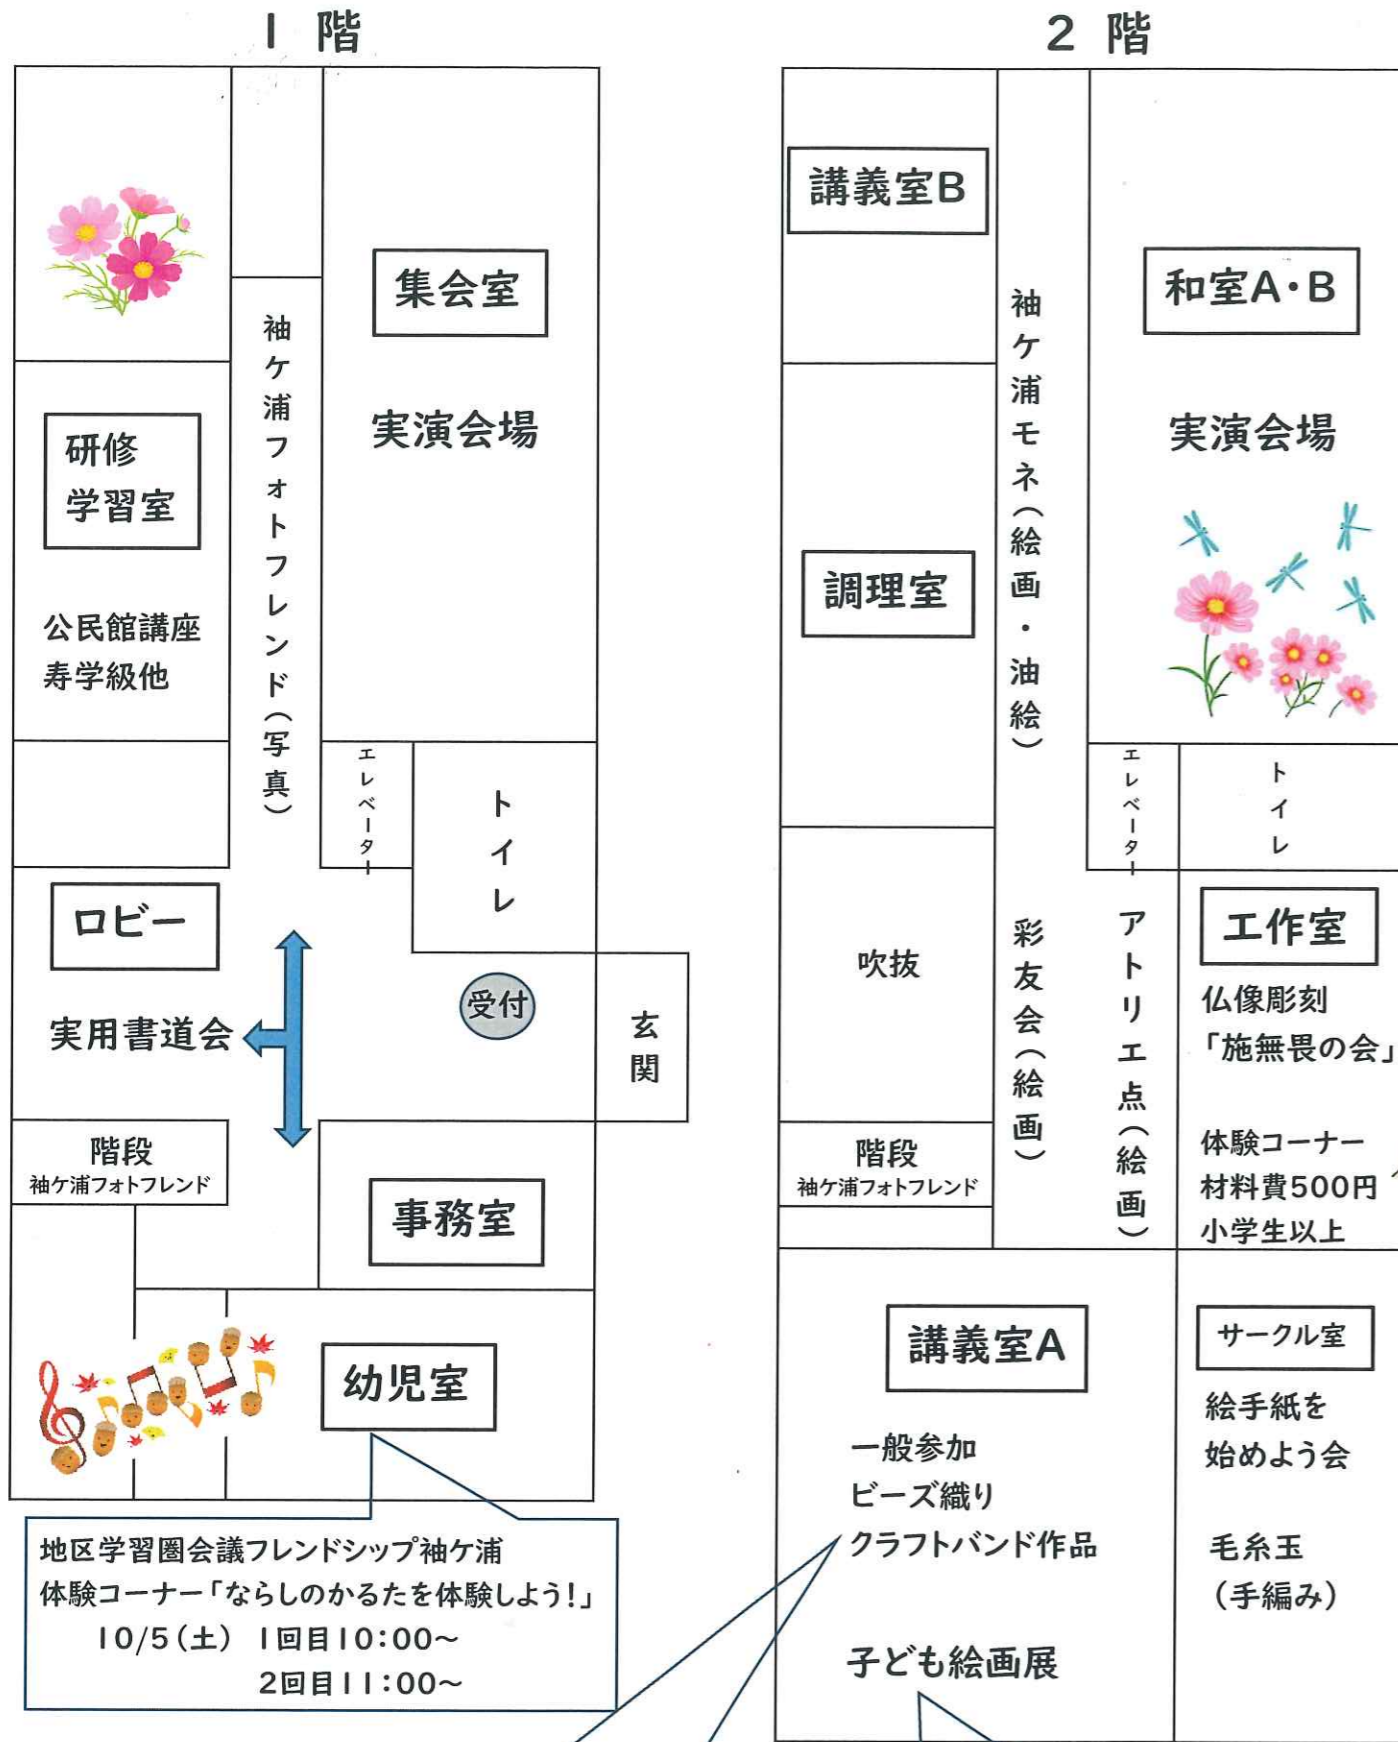 1 階
集会室
実演会場
袖ケ浦フォトフレンド(写真)
研修
学習室
公民館講座
寿学級他
エレベーター
トイレ
ロビー
実用書道会
受付
玄関
階段
袖ケ浦フォトフレンド
事務室
幼児室
地区学習圏会議フレンドシップ袖ケ浦
体験コーナー「ならしのかるたを体験しよう!」
10/5(土) 1回目10:00~
2回目11:00~
2 階
講義室B
袖ケ浦モネ(絵画・油絵)
和室A・B
実演会場
調理室
エレベーター
トイレ
吹抜
彩友会(絵画)
アトリエ点(絵画)
工作室
仏像彫刻
「施無畏の会」
体験コーナー
材料費500円
小学生以上
階段
袖ケ浦フォトフレンド
講義室A
一般参加
ビーズ織り
クラフトバンド作品
子ども絵画展
サークル室
絵手紙を
始めよう会
毛糸玉
(手編み)